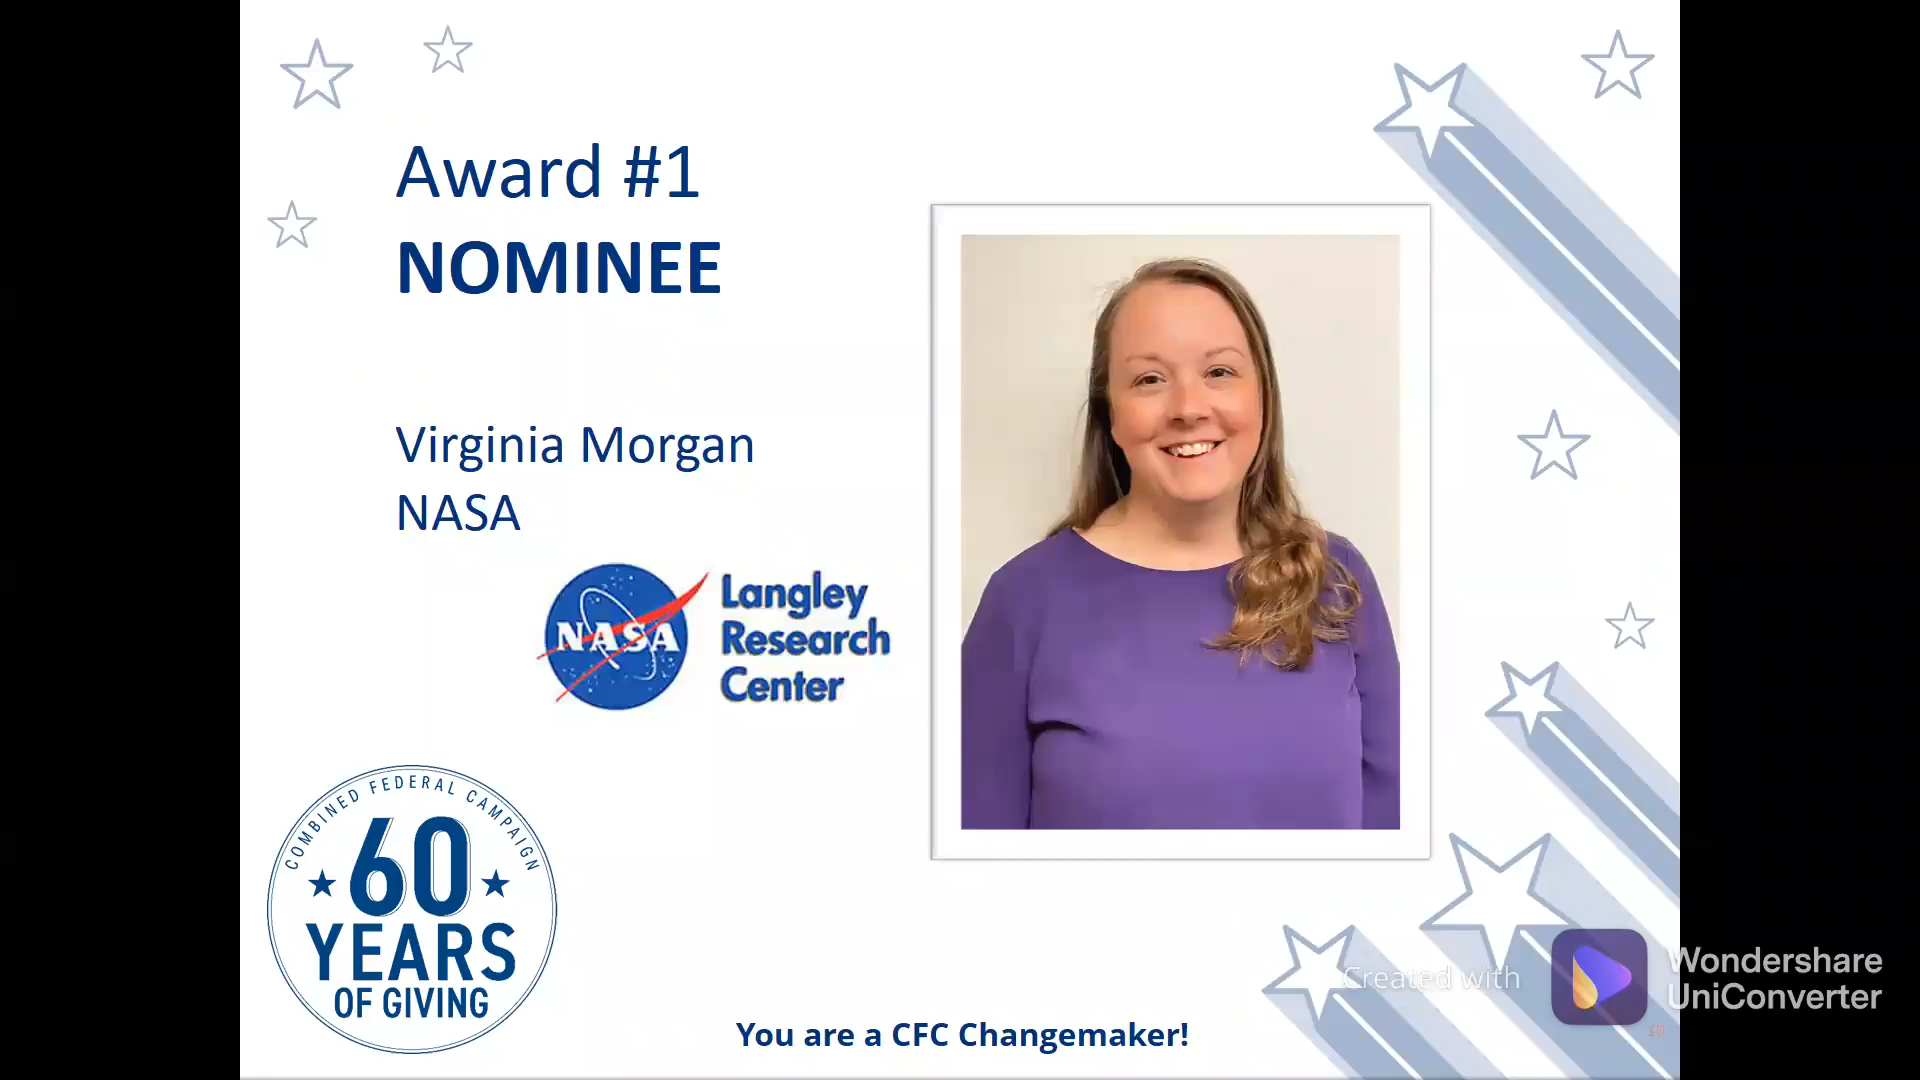 Award #1
NOMINEE
Virginia Morgan
NASA
NASA
Langley
Research
Center
COMBINED FEDERAL CAMPAIGN
60
YEARS
OF GIVING
You are a CFC Changemaker!
Created with
Wondershare
UniConverter